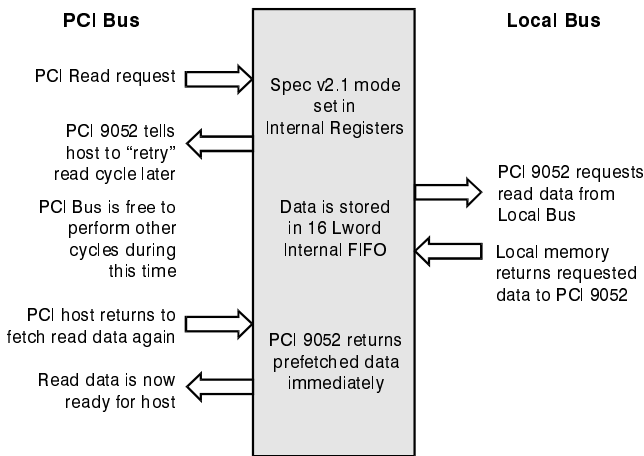 PCI Bus
Local Bus
PCI Read request
Spec v2.1 mode
set in
Internal Registers
PCI 9052 tells
host to “retry”
read cycle later
PCI 9052 requests
read data from
Local Bus
PCI Bus is free to
perform other
cycles during
this time
Data is stored
in 16 Lword
Internal FIFO
Local memory
returns requested
data to PCI 9052
PCI host returns to
fetch read data again
PCI 9052 returns
prefetched data
immediately
Read data is now
ready for host